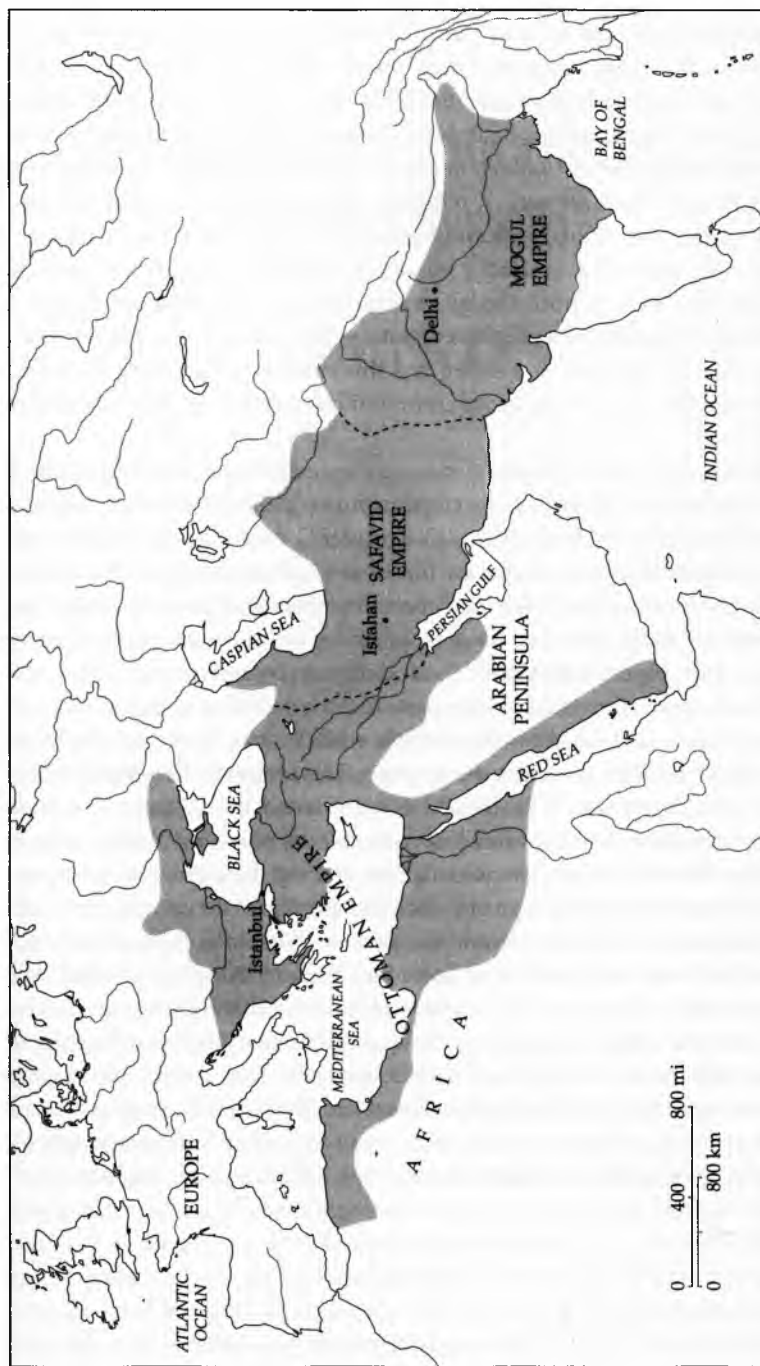 ATLANTIC
OCEAN
EUROPE
MEDITERRANEAN
SEA
AFRICA
OTTOMAN EMPIRE
Istanbul
BLACK SEA
CASPIAN SEA
RED SEA
ARABIAN
PENINSULA
PERSIAN GULF
Isfahan
SAFAVID
EMPIRE
Delhi
MOGUL
EMPIRE
BAY OF
BENGAL
INDIAN OCEAN
0 400 800 mi
0 800 km